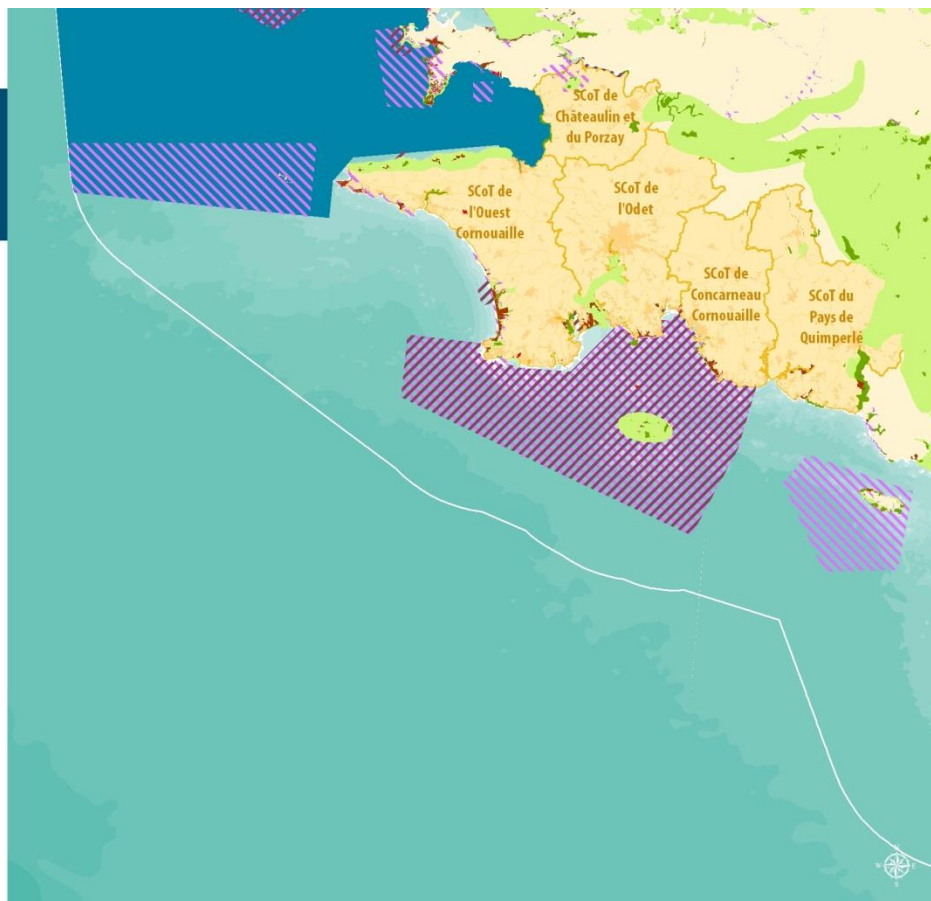 SCoT de
Châteaulin et
du Porzay
SCoT de
l'Ouest
Cornouaille
SCoT de
l'Odet
SCoT de
Concarneau
Cornouaille
SCoT du
Pays de
Quimperlé
N
W E
S